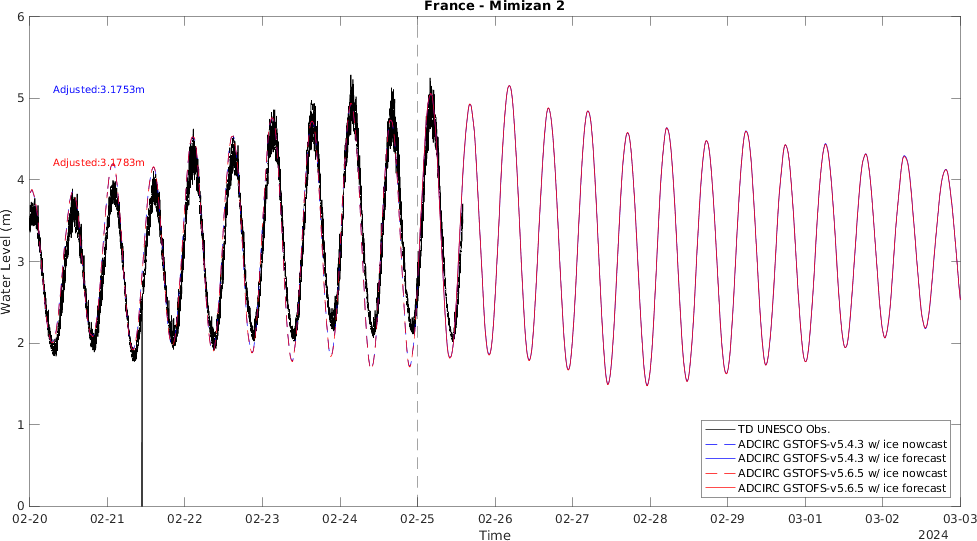 France - Mimizan 2
6
5
4
3
2
1
0
Water Level (m)
Adjusted:3.1753m
Adjusted:3.1783m
TD UNESCO Obs.
ADCIRC GSTOFS-v5.4.3 w/ ice nowcast
ADCIRC GSTOFS-v5.4.3 w/ ice forecast
ADCIRC GSTOFS-v5.6.5 w/ ice nowcast
ADCIRC GSTOFS-v5.6.5 w/ ice forecast
02-20 02-21 02-22 02-23 02-24 02-25 02-26 02-27 02-28 02-29 03-01 03-02 03-03
Time
2024